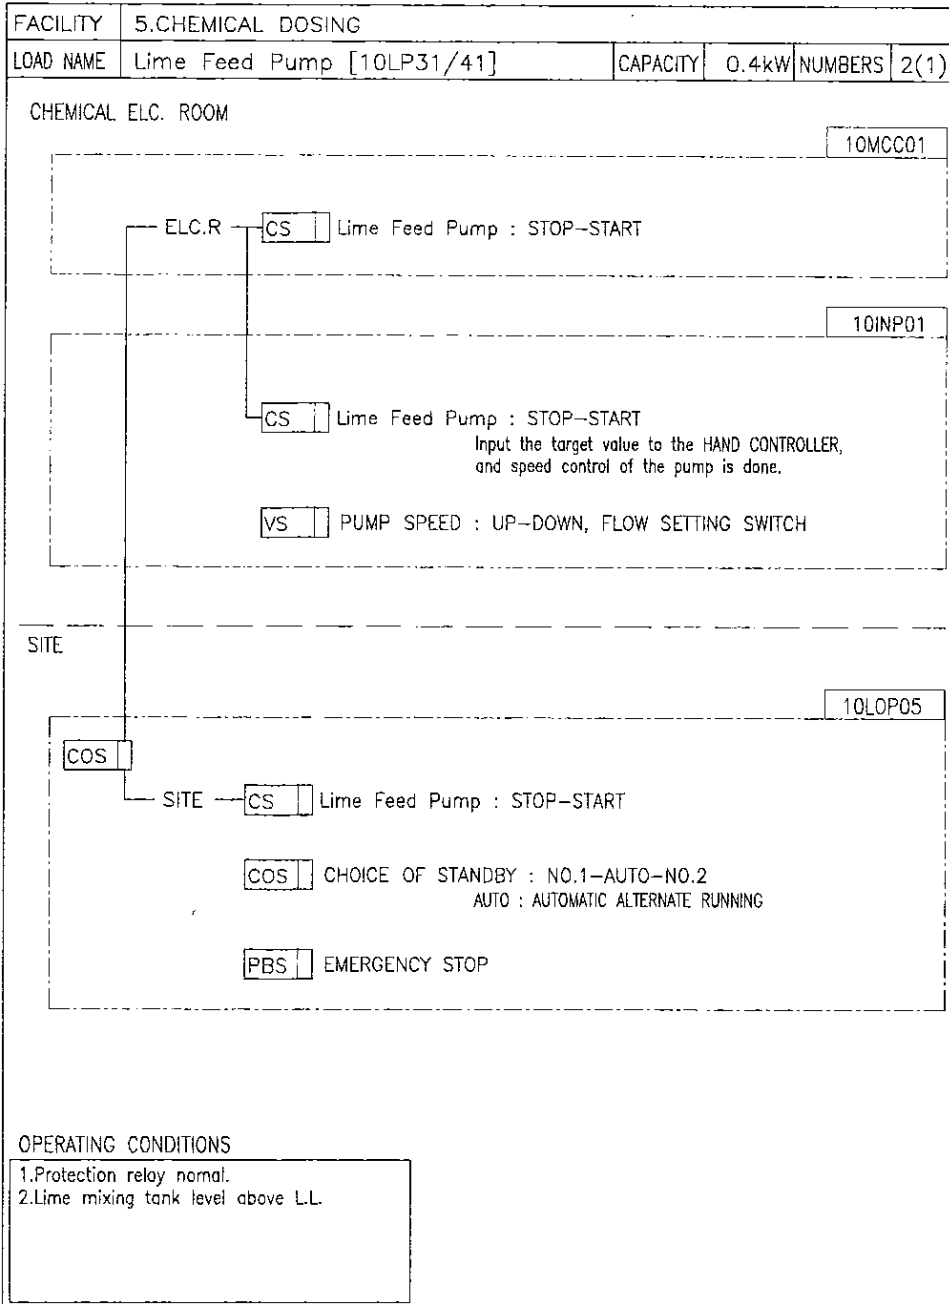 FACILITY 5.CHEMICAL DOSING
LOAD NAME Lime Feed Pump [10LP31/41] CAPACITY 0.4kW NUMBERS 2(1)
CHEMICAL ELC. ROOM
10MCC01
ELC.R CS Lime Feed Pump : STOP-START
10INP01
CS Lime Feed Pump : STOP-START
Input the target value to the HAND CONTROLLER,
and speed control of the pump is done.
VS PUMP SPEED : UP-DOWN, FLOW SETTING SWITCH
SITE
10LOP05
COS
SITE CS Lime Feed Pump : STOP-START
COS CHOICE OF STANDBY : NO.1-AUTO-NO.2
AUTO : AUTOMATIC ALTERNATE RUNNING
PBS EMERGENCY STOP
OPERATING CONDITIONS
1.Protection relay nomal.
2.Lime mixing tank level above L.L.